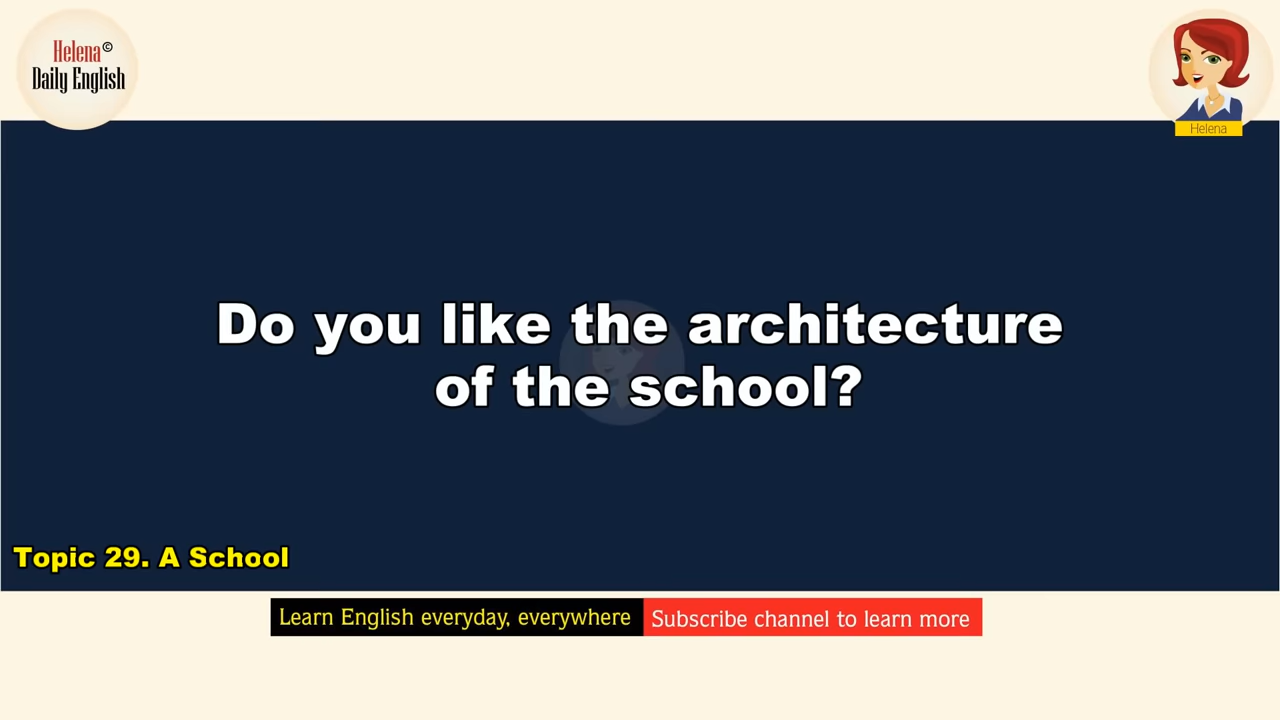 Helena©
Daily English
Helena
Do you like the architecture
of the school?
Topic 29. A School
Learn English everyday, everywhere
Subscribe channel to learn more